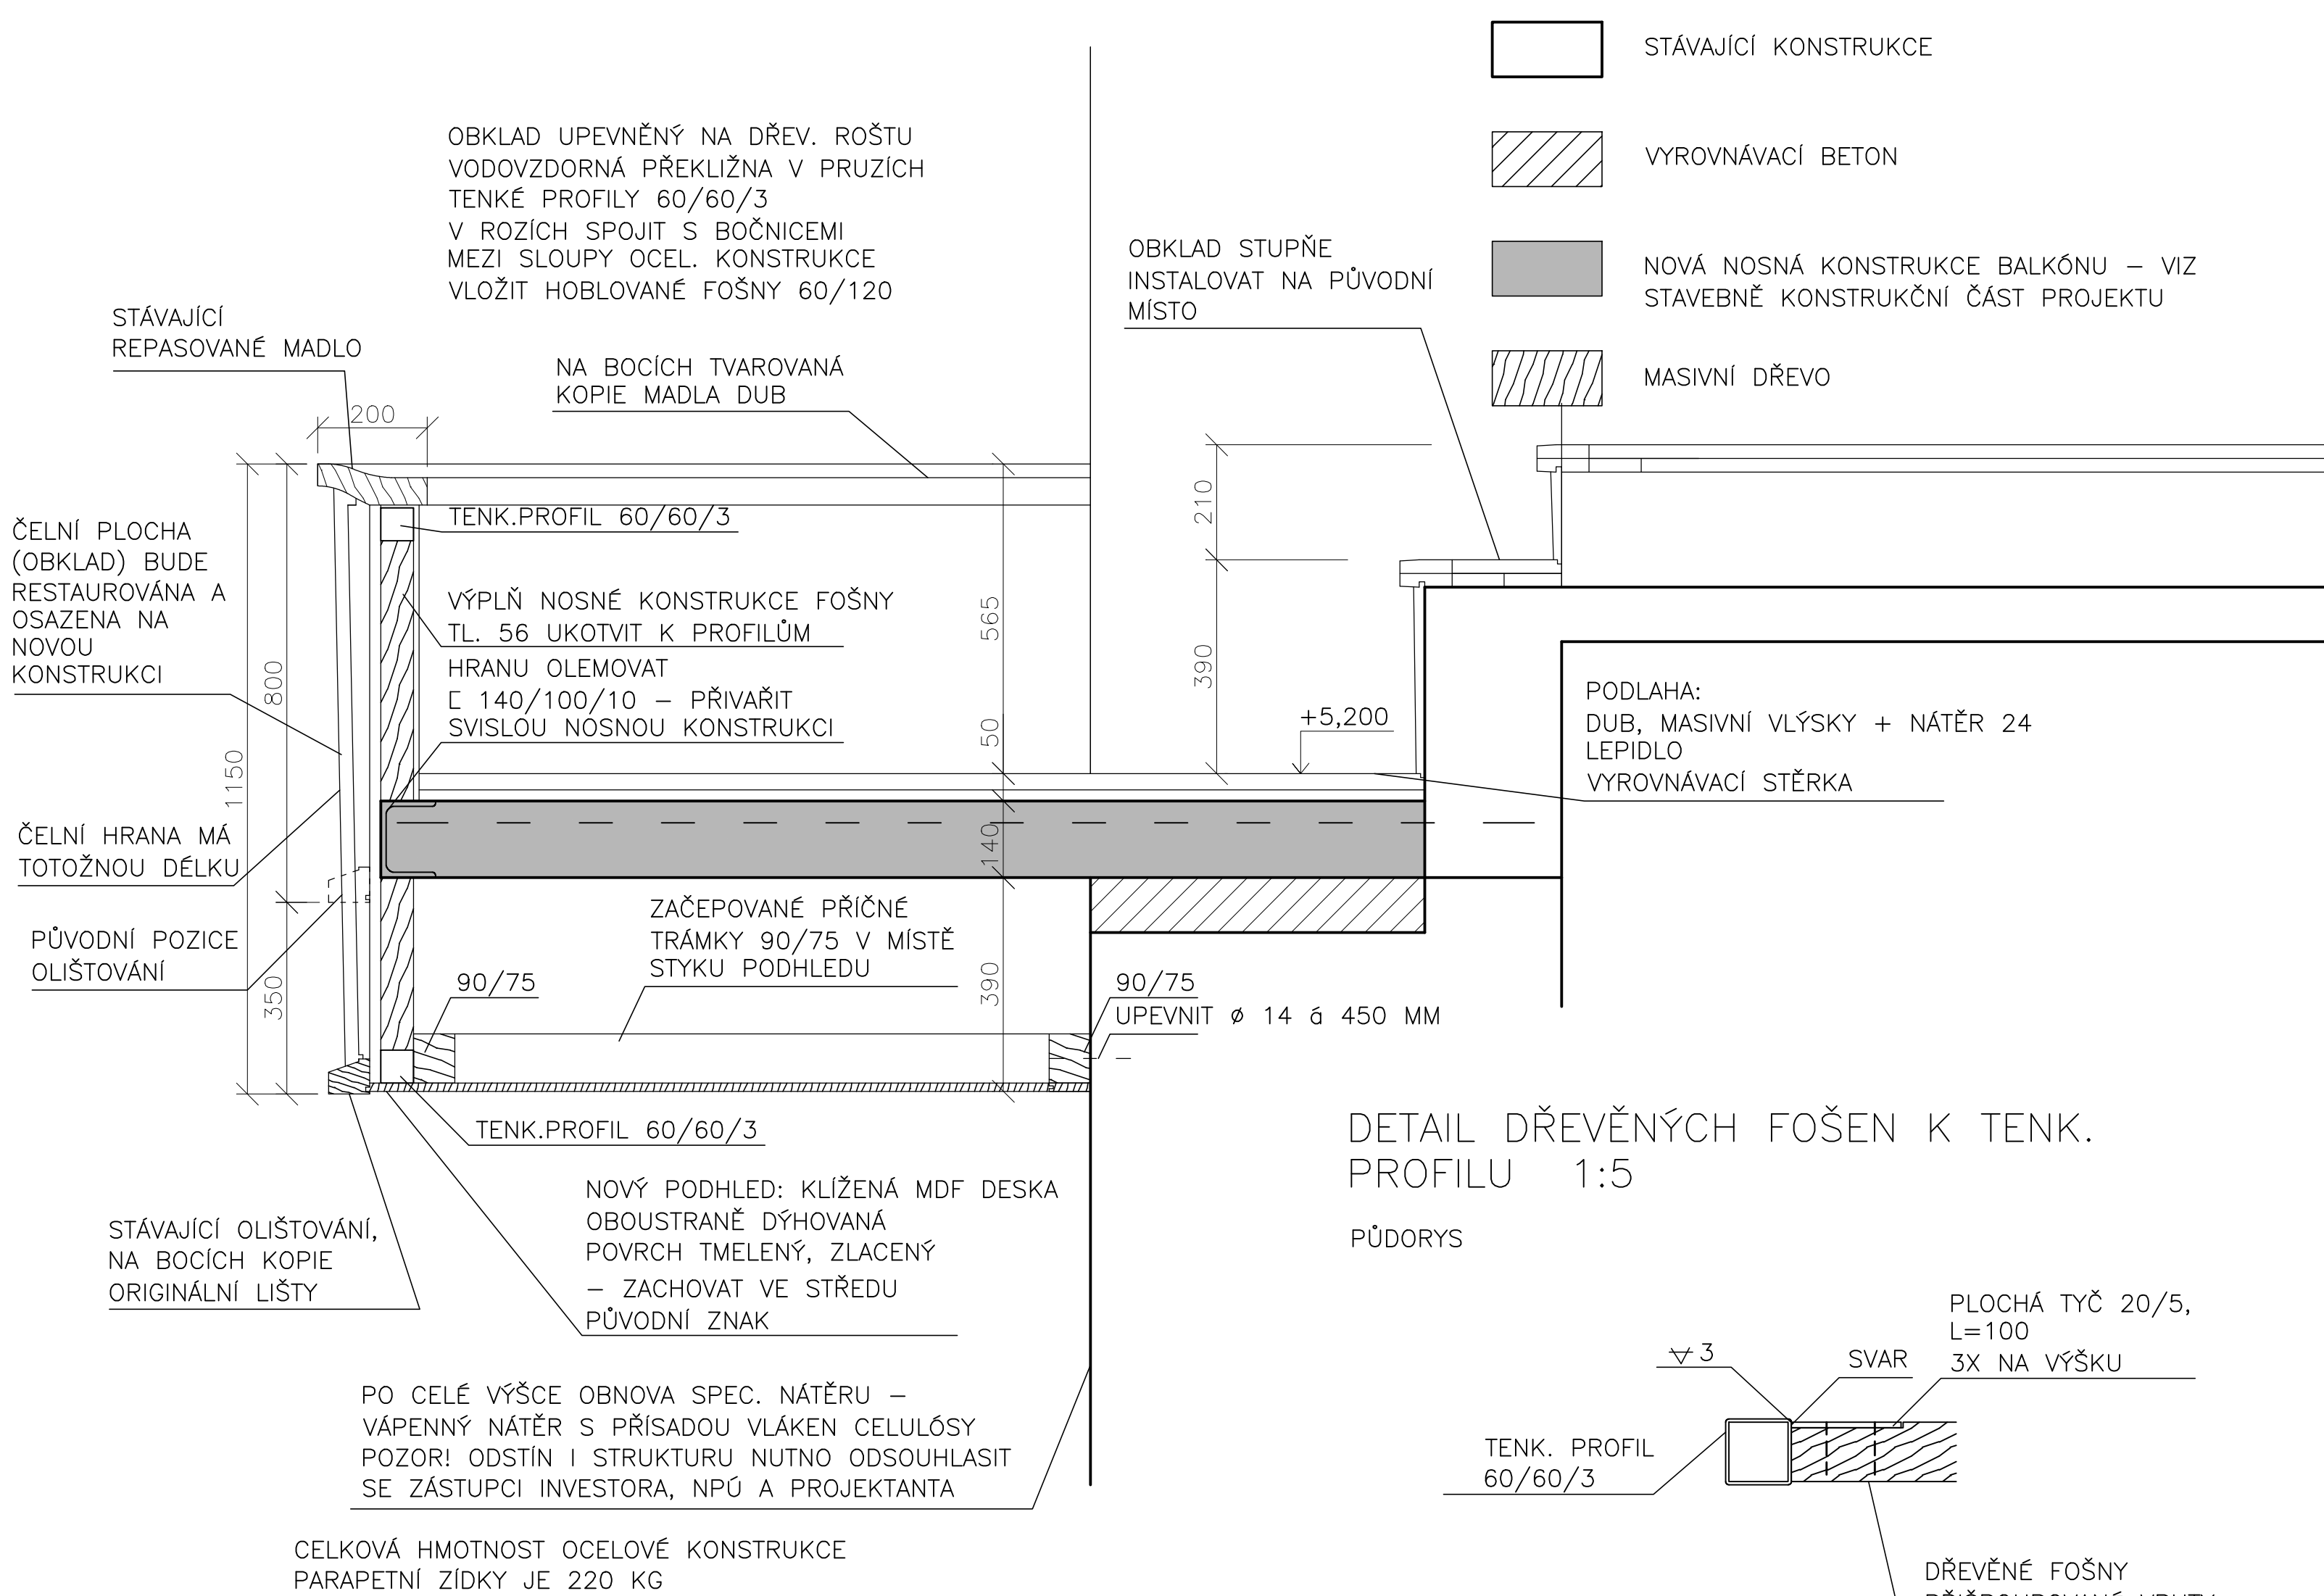 STÁVAJÍCÍ KONSTRUKCE
VYROVNÁVACÍ BETON
NOVÁ NOSNÁ KONSTRUKCE BALKÓNU – VIZ
STAVEBNĚ KONSTRUKČNÍ ČÁST PROJEKTU
MASIVNÍ DŘEVO
OBKLAD UPEVNĚNÝ NA DŘEV. ROŠTU
VODOVZDORNÁ PŘEKLIŽNA V PRUZÍCH
TENKÉ PROFILY 60/60/3
V ROZÍCH SPOJIT S BOČNICEMI
MEZI SLOUPY OCEL. KONSTRUKCE
VLOŽIT HOBLOVANÉ FOŠNY 60/120
OBKLAD STUPŇE
INSTALOVAT NA PŮVODNÍ
MÍSTO
STÁVAJÍCÍ
REPASOVANÉ MADLO
NA BOCÍCH TVAROVANÁ
KOPIE MADLA DUB
200
TENK.PROFIL 60/60/3
210
ČELNÍ PLOCHA
(OBKLAD) BUDE
RESTAUROVÁNA A
OSAZENA NA
NOVOU
KONSTRUKCI
VÝPLŇ NOSNÉ KONSTRUKCE FOŠNY
TL. 56 UKOTVIT K PROFILŮM
HRANU OLEMOVAT
[ 140/100/10 – PŘIVAŘIT
SVISLOU NOSNOU KONSTRUKCI
565
390
800
1150
50
+5,200
PODLAHA:
DUB, MASIVNÍ VLÝSKY + NÁTĚR 24
LEPIDLO
VYROVNÁVACÍ STĚRKA
ČELNÍ HRANA MÁ
TOTOŽNOU DÉLKU
140
PŮVODNÍ POZICE
OLIŠTOVÁNÍ
350
ZAČEPOVANÉ PŘÍČNÉ
TRÁMKY 90/75 V MÍSTĚ
STYKU PODHLEDU
90/75
390
90/75
UPEVNIT ø 14 á 450 MM
TENK.PROFIL 60/60/3
DETAIL DŘEVĚNÝCH FOŠEN K TENK.
PROFILU 1:5
PŮDORYS
NOVÝ PODHLED: KLÍŽENÁ MDF DESKA
OBOUSTRANĚ DÝHOVANÁ
POVRCH TMELENÝ, ZLACENÝ
– ZACHOVAT VE STŘEDU
PŮVODNÍ ZNAK
STÁVAJÍCÍ OLIŠTOVÁNÍ,
NA BOCÍCH KOPIE
ORIGINÁLNÍ LIŠTY
PLOCHÁ TYČ 20/5,
L=100
3X NA VÝŠKU
3
SVAR
TENK. PROFIL
60/60/3
PO CELÉ VÝŠCE OBNOVA SPEC. NÁTĚRU –
VÁPENNÝ NÁTĚR S PŘÍSADOU VLÁKEN CELULÓSY
POZOR! ODSTÍN I STRUKTURU NUTNO ODSOUHLASIT
SE ZÁSTUPCI INVESTORA, NPÚ A PROJEKTANTA
CELKOVÁ HMOTNOST OCELOVÉ KONSTRUKCE
PARAPETNÍ ZÍDKY JE 220 KG
DŘEVĚNÉ FOŠNY